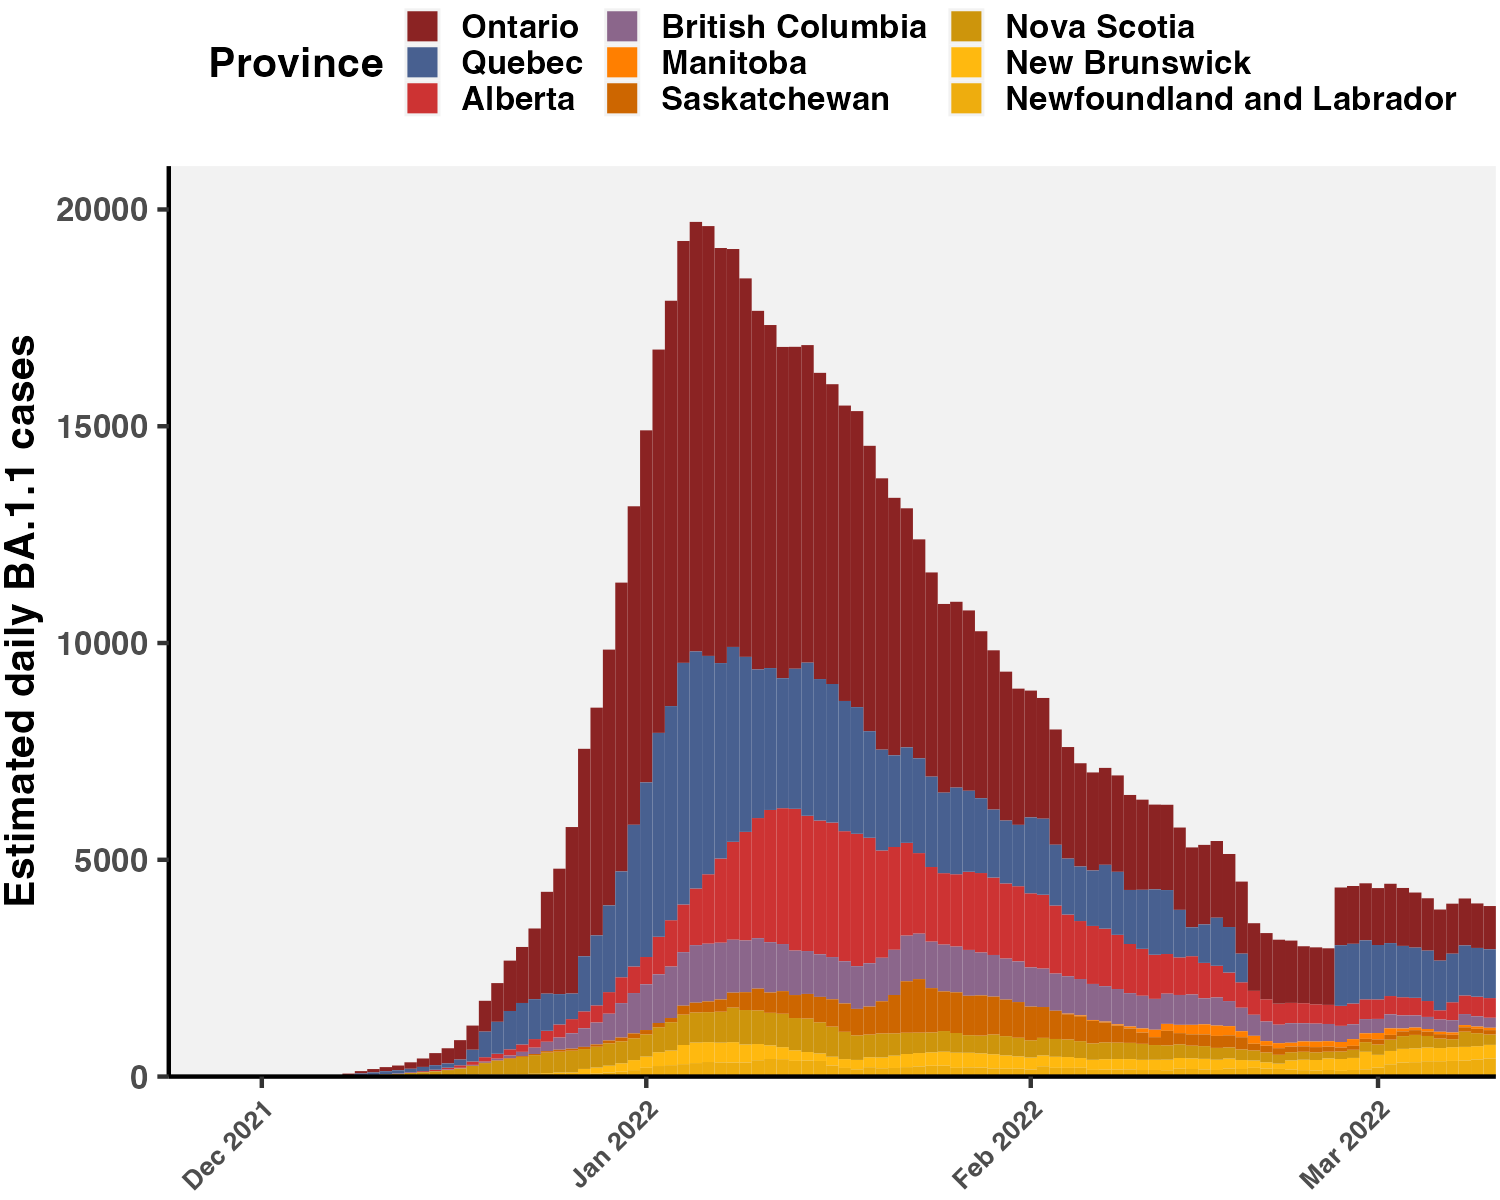 Province
Ontario
Quebec
Alberta
British Columbia
Manitoba
Saskatchewan
Nova Scotia
New Brunswick
Newfoundland and Labrador
Estimated daily BA.1.1 cases
20000
15000
10000
5000
0
Dec 2021
Jan 2022
Feb 2022
Mar 2022